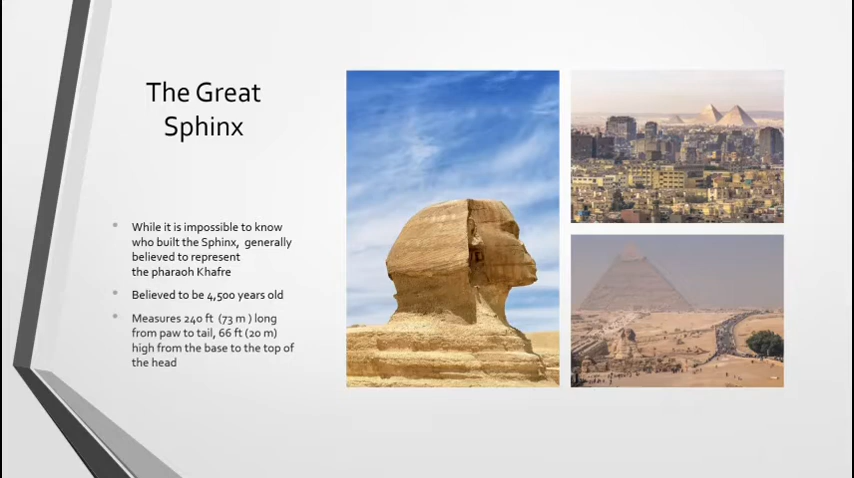 The Great
Sphinx
While it is impossible to know
who built the Sphinx, generally
believed to represent
the pharaoh Khafre
Believed to be 4,500 years old
Measures 240 ft (73 m ) long
from paw to tail, 66 ft (20 m)
high from the base to the top of
the head